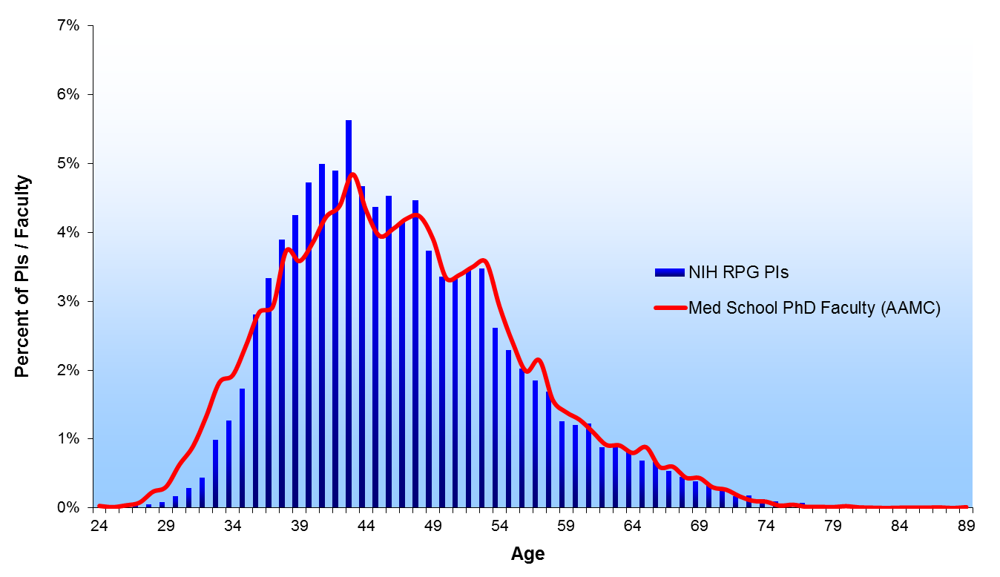 7%
6%
5%
4%
3%
2%
1%
0%
Percent of PIs / Faculty
NIH RPG PIs
Med School PhD Faculty (AAMC)
24 29 34 39 44 49 54 59 64 69 74 79 84 89
Age